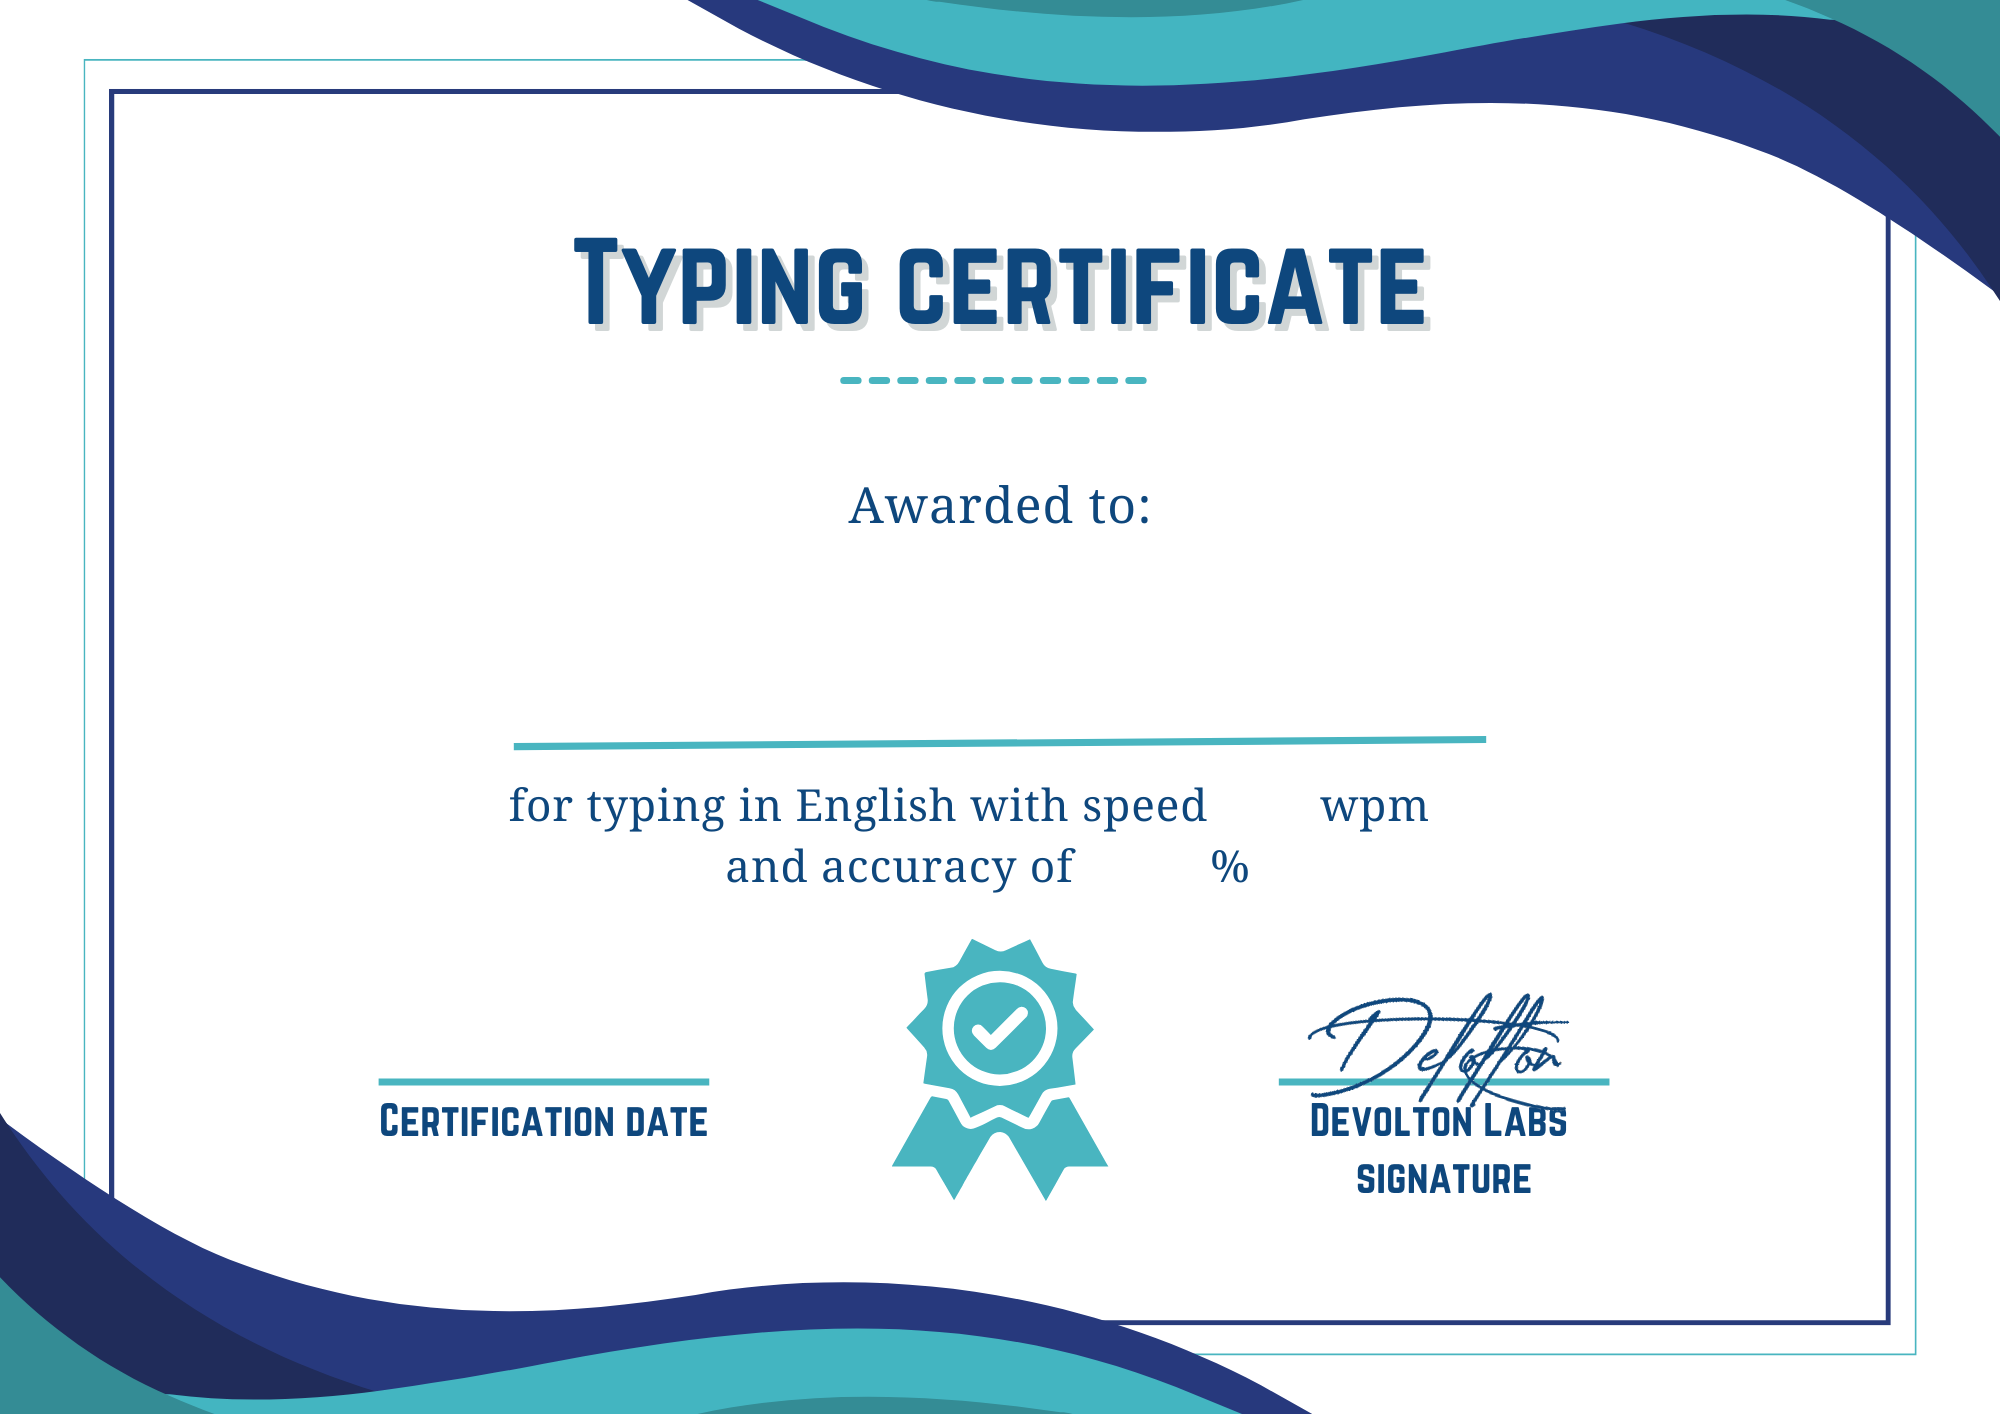 Typing certificate
Awarded to:
for typing in English with speed wpm
and accuracy of %
Devolton
Certification date
Devolton Labs
signature